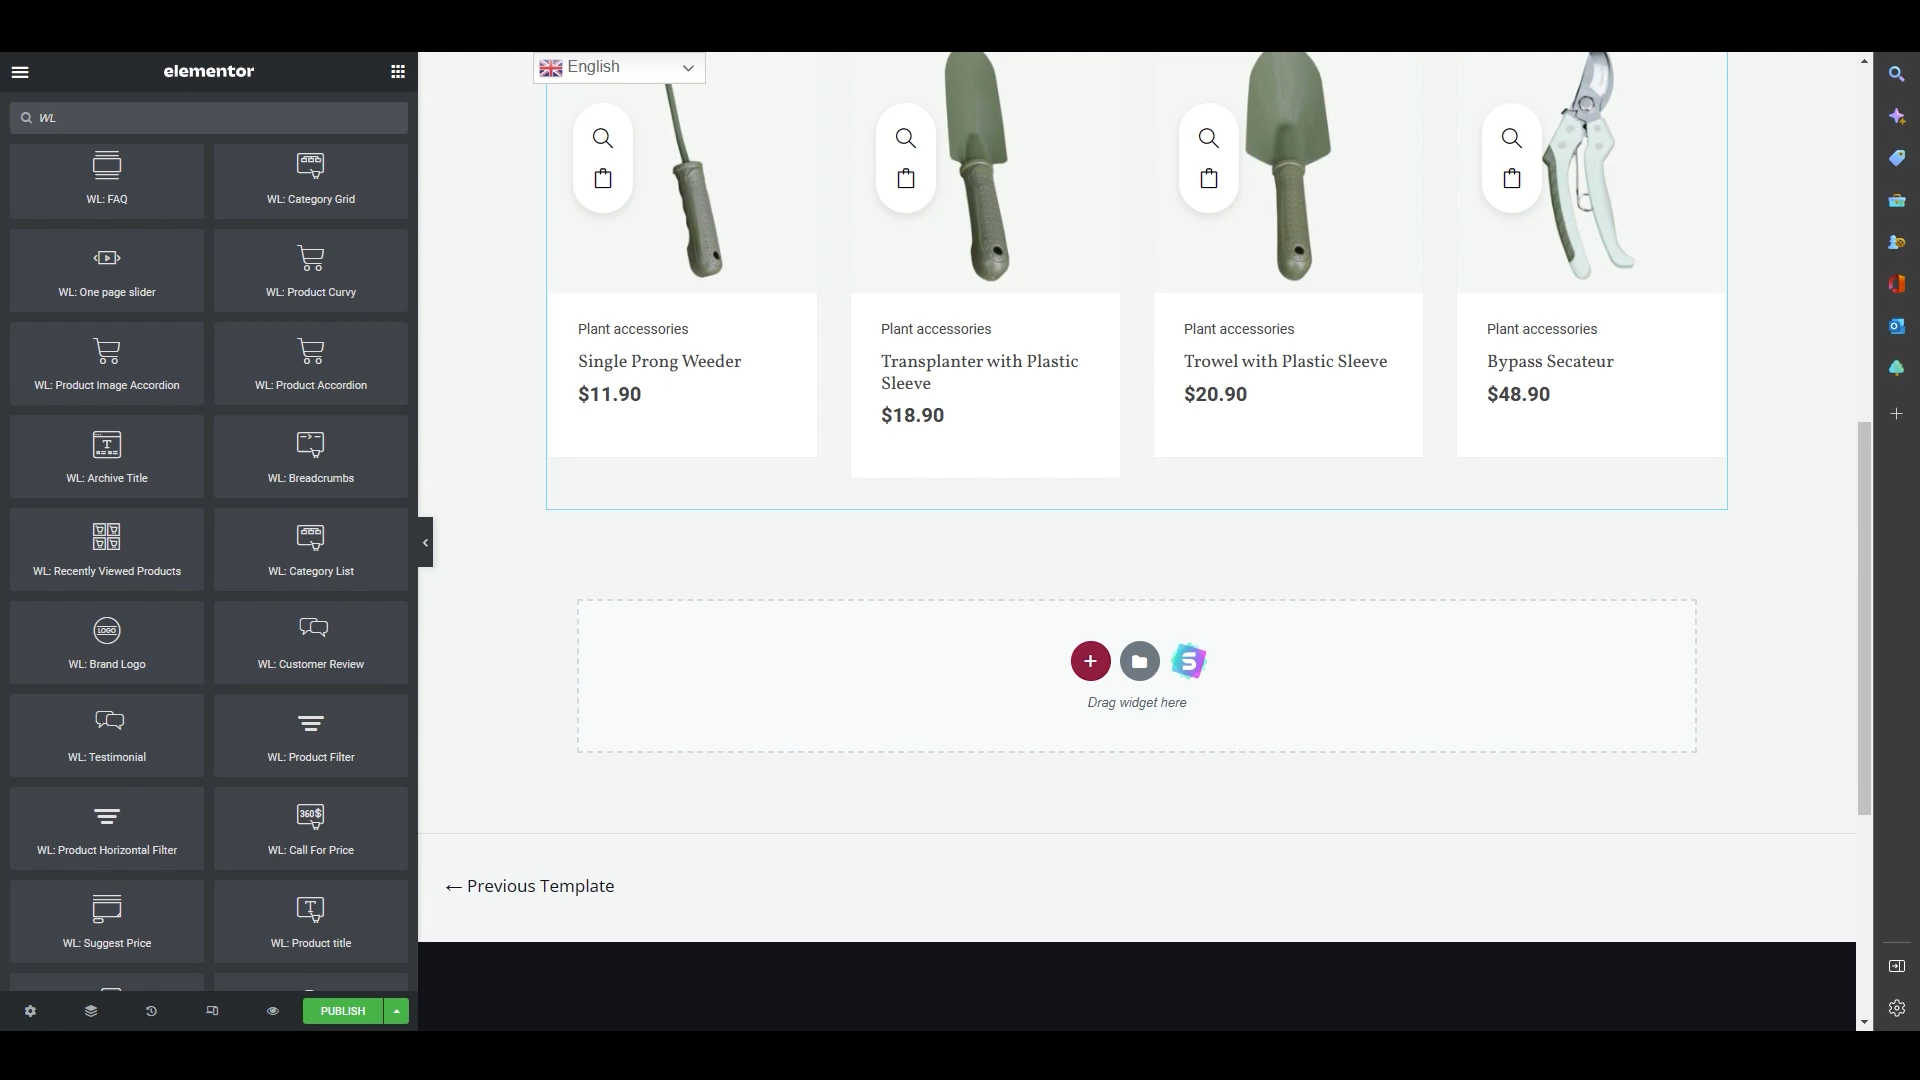 elementor
WL
WL: FAQ
WL: Category Grid
WL: One page slider
WL: Product Curvy
WL: Product Image Accordion
WL: Product Accordion
WL: Archive Title
WL: Breadcrumbs
WL: Recently Viewed Products
WL: Category List
LOGO
WL: Brand Logo
WL: Customer Review
WL: Testimonial
WL: Product Filter
WL: Product Horizontal Filter
360$
WL: Call For Price
WL: Suggest Price
WL: Product title
PUBLISH
English
Plant accessories
Single Prong Weeder
$11.90
Plant accessories
Transplanter with Plastic
Sleeve
$18.90
Plant accessories
Trowel with Plastic Sleeve
$20.90
Plant accessories
Bypass Secateur
$48.90
Drag widget here
← Previous Template